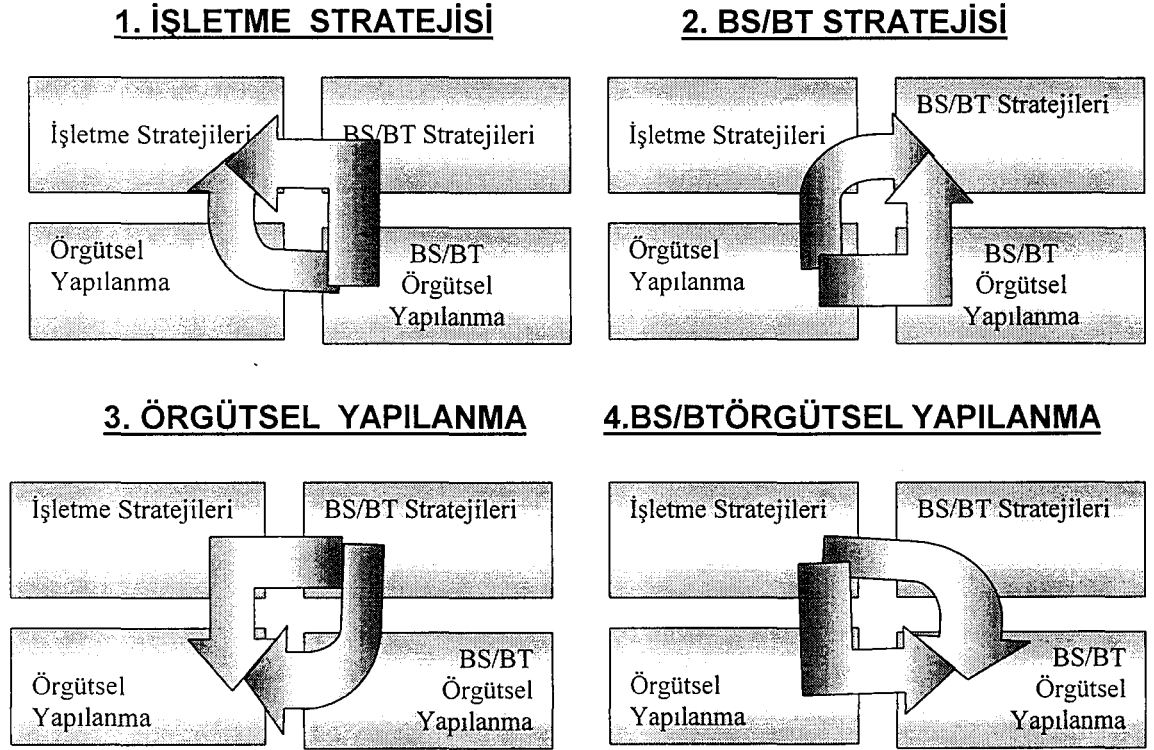 1. İŞLETME STRATEJİSİ
İşletme Stratejileri
BS/BT Stratejileri
Örgütsel
Yapılanma
BS/BT
Örgütsel
Yapılanma
2. BS/BT STRATEJİSİ
İşletme Stratejileri
BS/BT Stratejileri
Örgütsel
Yapılanma
BS/BT
Örgütsel
Yapılanma
3. ÖRGÜTSEL YAPILANMA
İşletme Stratejileri
BS/BT Stratejileri
Örgütsel
Yapılanma
BS/BT
Örgütsel
Yapılanma
4.BS/BTÖRGÜTSEL YAPILANMA
İşletme Stratejileri
BS/BT Stratejileri
Örgütsel
Yapılanma
BS/BT
Örgütsel
Yapılanma